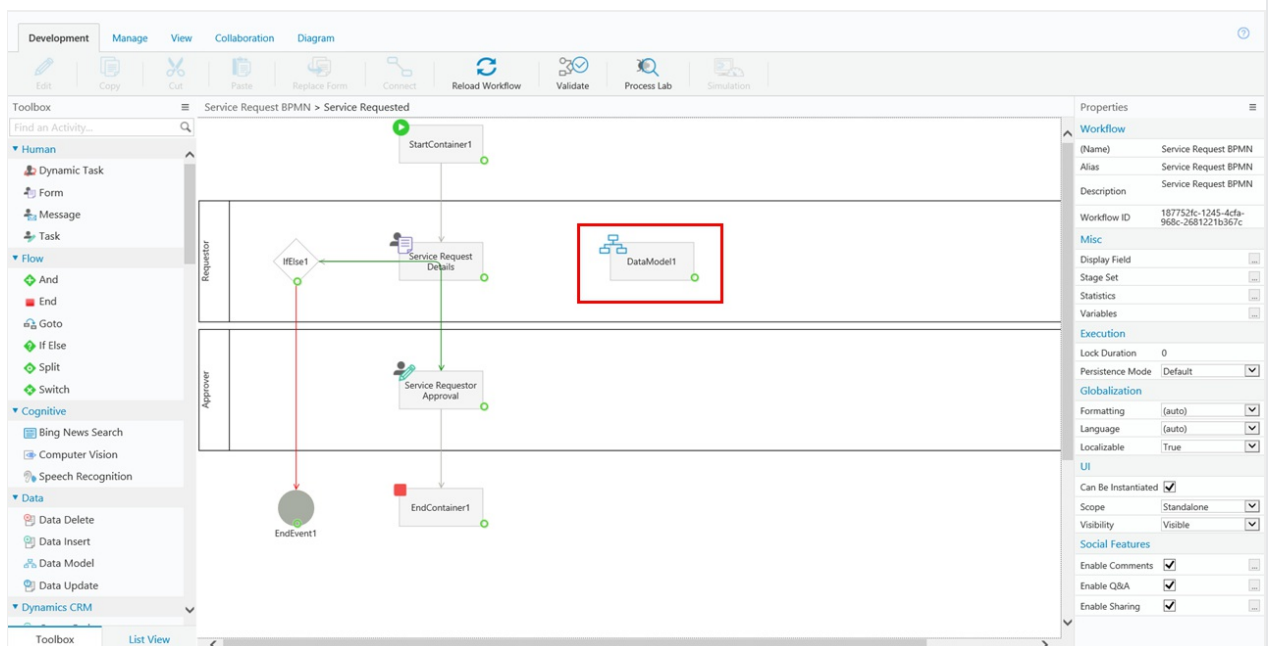 Development Manage View Collaboration Diagram
Edit Copy Cut Paste Replace Form Connect Reload Workflow Validate Process Lab Simulation
Toolbox
Service Request BPMN > Service Requested
Properties
Find an Activity...
Human
Dynamic Task
Form
Message
Task
Flow
And
End
Goto
If Else
Split
Switch
Cognitive
Bing News Search
Computer Vision
Speech Recognition
Data
Data Delete
Data Insert
Data Model
Data Update
Dynamics CRM
Toolbox List View
StartContainer1
Requestor
IfElse1
Service Request
Details
DataModel1
Approver
Service Requestor
Approval
EndEvent1
EndContainer1
Workflow
(Name) Service Request BPMN
Alias Service Request BPMN
Description Service Request BPMN
Workflow ID 187752fc-1245-4cfa-
968c-2681221b367c
Misc
Display Field ...
Stage Set ...
Statistics ...
Variables ...
Execution
Lock Duration 0
Persistence Mode Default
Globalization
Formatting (auto)
Language (auto)
Localizable True
UI
Can Be Instantiated
Scope Standalone
Visibility Visible
Social Features
Enable Comments ...
Enable Q&A ...
Enable Sharing ...